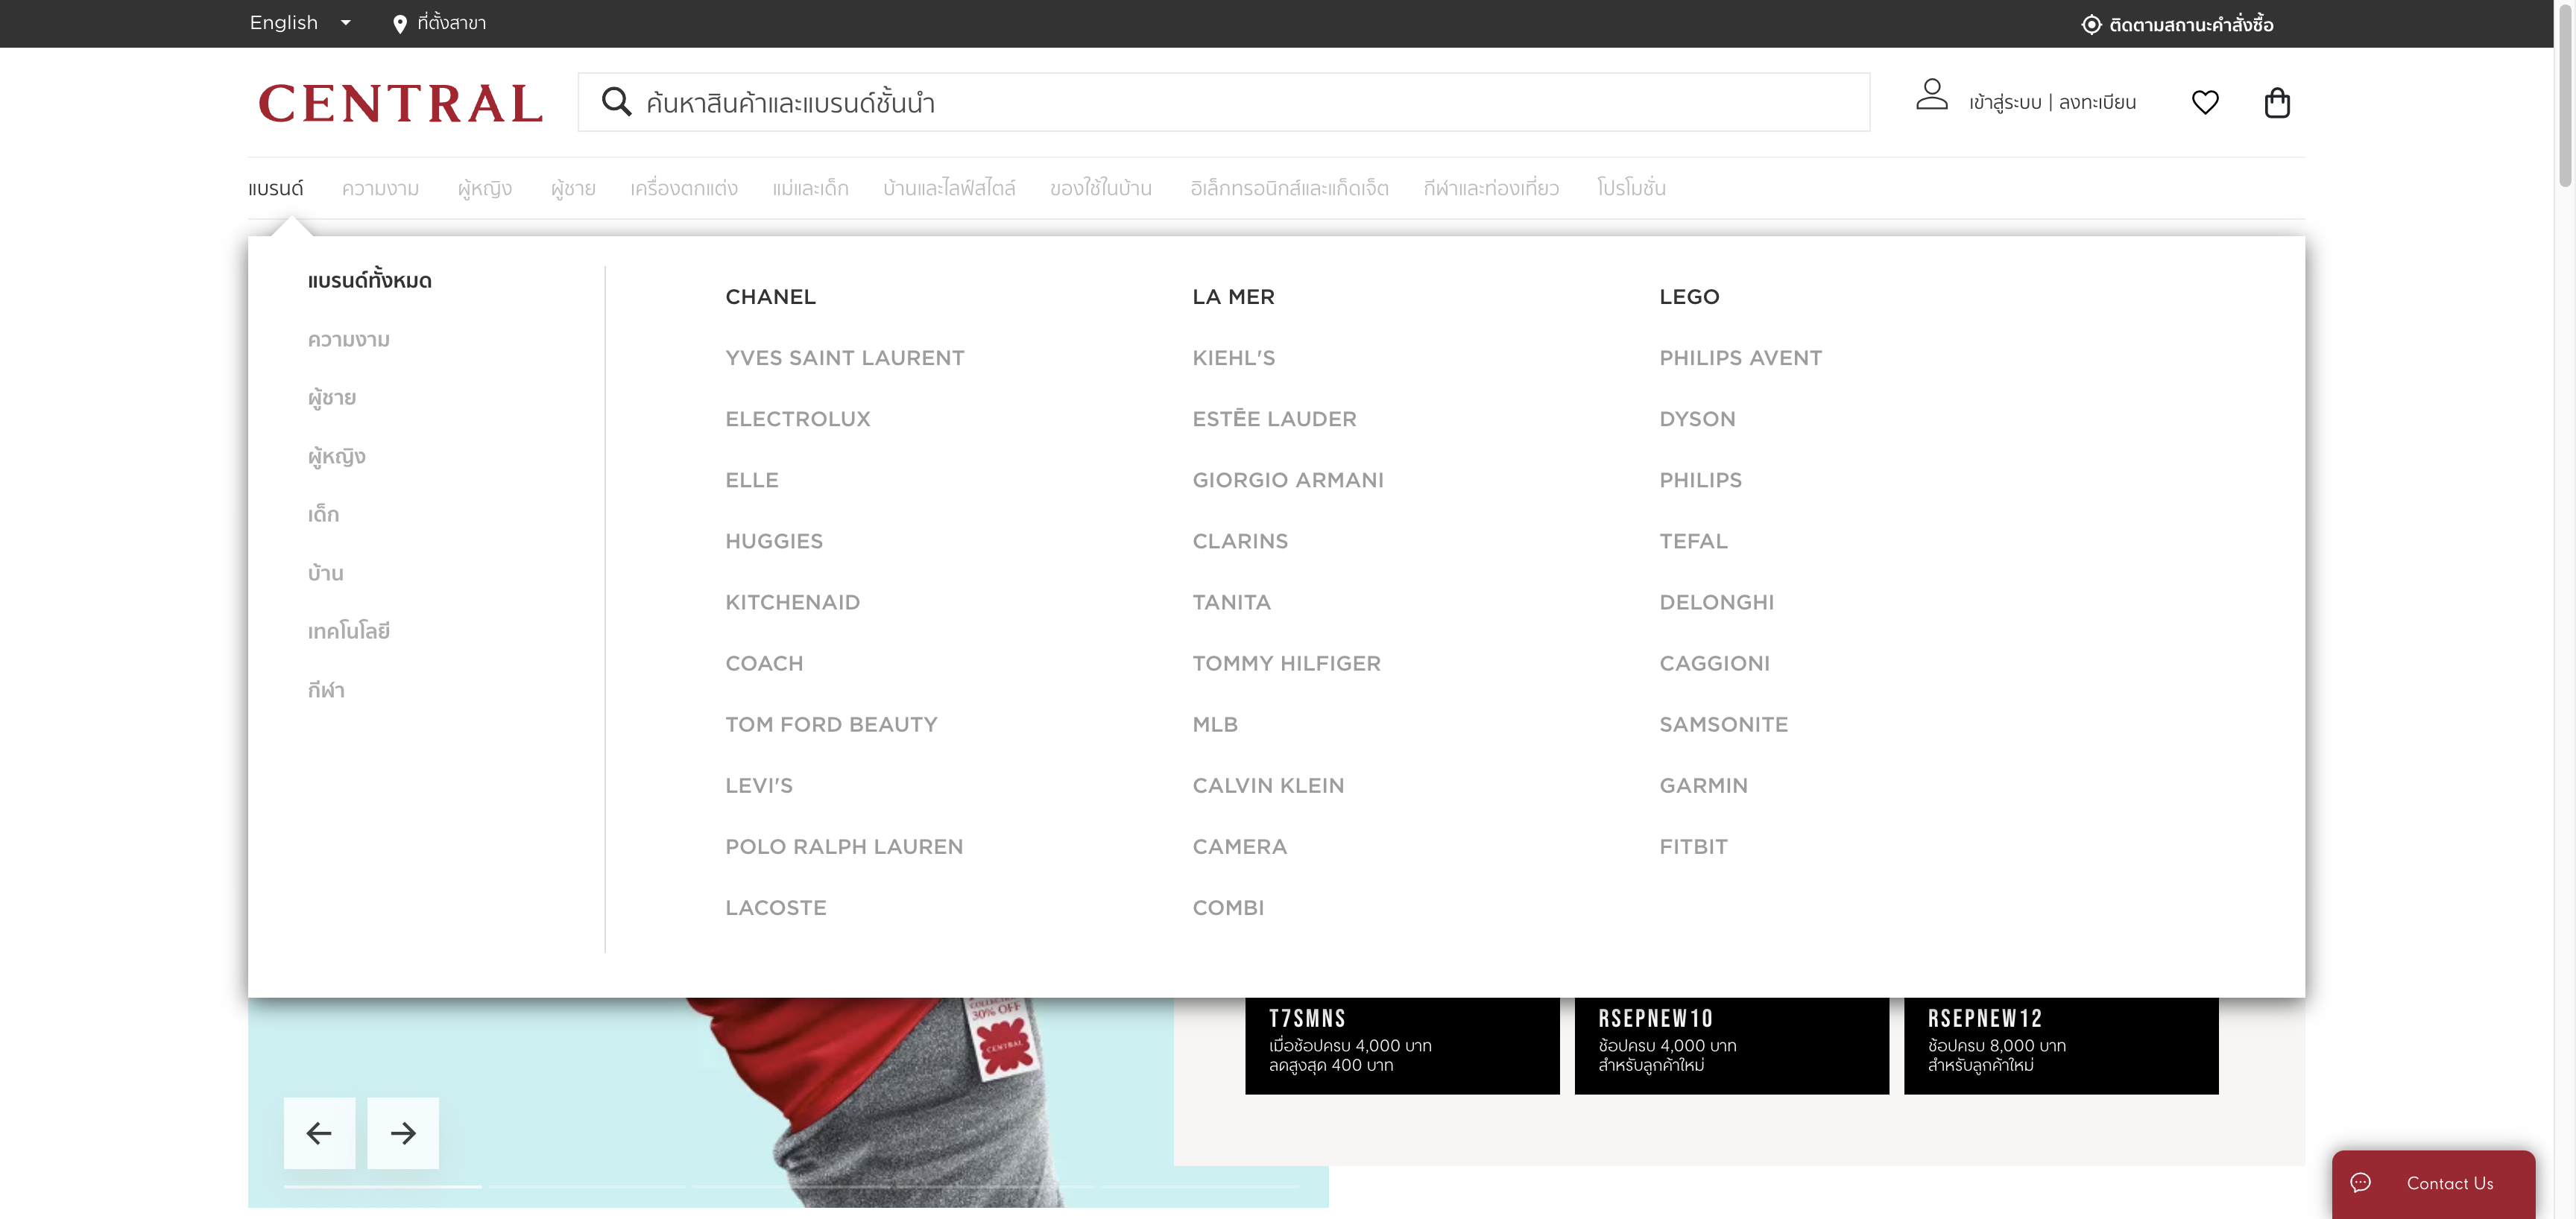 English
ที่ตั้งสาขา
ติดตามสถานะคำสั่งซื้อ
CENTRAL
ค้นหาสินค้าและแบรนด์ชั้นนำ
เข้าสู่ระบบ | ลงทะเบียน
แบรนด์
ความงาม
ผู้หญิง
ผู้ชาย
เครื่องตกแต่ง
แม่และเด็ก
บ้านและไลฟ์สไตล์
ของใช้ในบ้าน
อิเล็กทรอนิกส์และแก็ดเจ็ต
กีฬาและท่องเที่ยว
โปรโมชั่น
แบรนด์ทั้งหมด
ความงาม
ผู้ชาย
ผู้หญิง
เด็ก
บ้าน
เทคโนโลยี
กีฬา
CHANEL
YVES SAINT LAURENT
ELECTROLUX
ELLE
HUGGIES
KITCHENAID
COACH
TOM FORD BEAUTY
LEVI'S
POLO RALPH LAUREN
LACOSTE
LA MER
KIEHL'S
ESTĒE LAUDER
GIORGIO ARMANI
CLARINS
TANITA
TOMMY HILFIGER
MLB
CALVIN KLEIN
CAMERA
COMBI
LEGO
PHILIPS AVENT
DYSON
PHILIPS
TEFAL
DELONGHI
CAGGIONI
SAMSONITE
GARMIN
FITBIT
30% OFF
CENTRAL
T7SMNS
เมื่อช้อปครบ 4,000 บาท
ลดสูงสุด 400 บาท
RSEPNEW10
ช้อปครบ 4,000 บาท
สำหรับลูกค้าใหม่
RSEPNEW12
ช้อปครบ 8,000 บาท
สำหรับลูกค้าใหม่
Contact Us